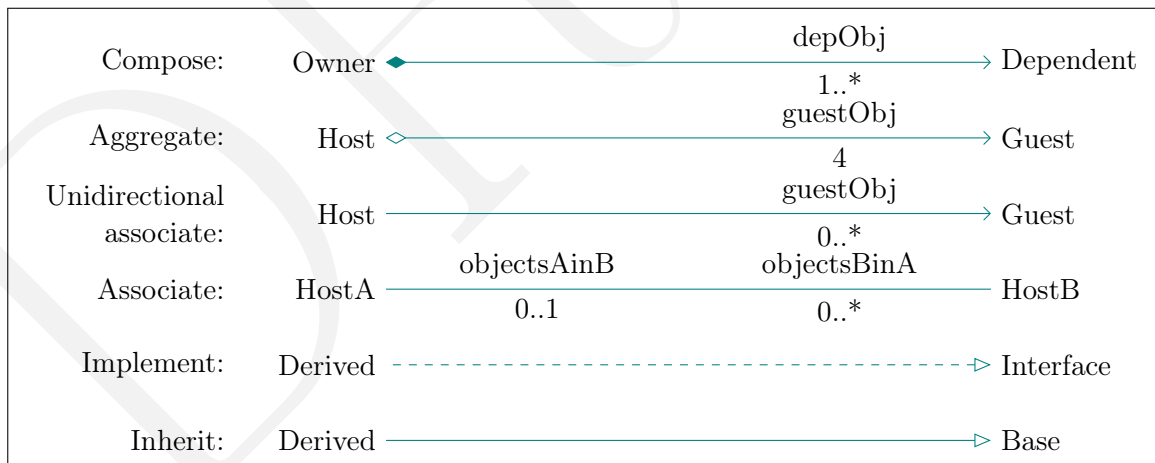 depObj
Compose: Owner Dependent
1..*
guestObj
Aggregate: Host Guest
4
Unidirectional
associate: Host guestObj Guest
0..*
objectsAinB objectsBinA
Associate: HostA HostB
0..1 0..*
Implement: Derived Interface
Inherit: Derived Base